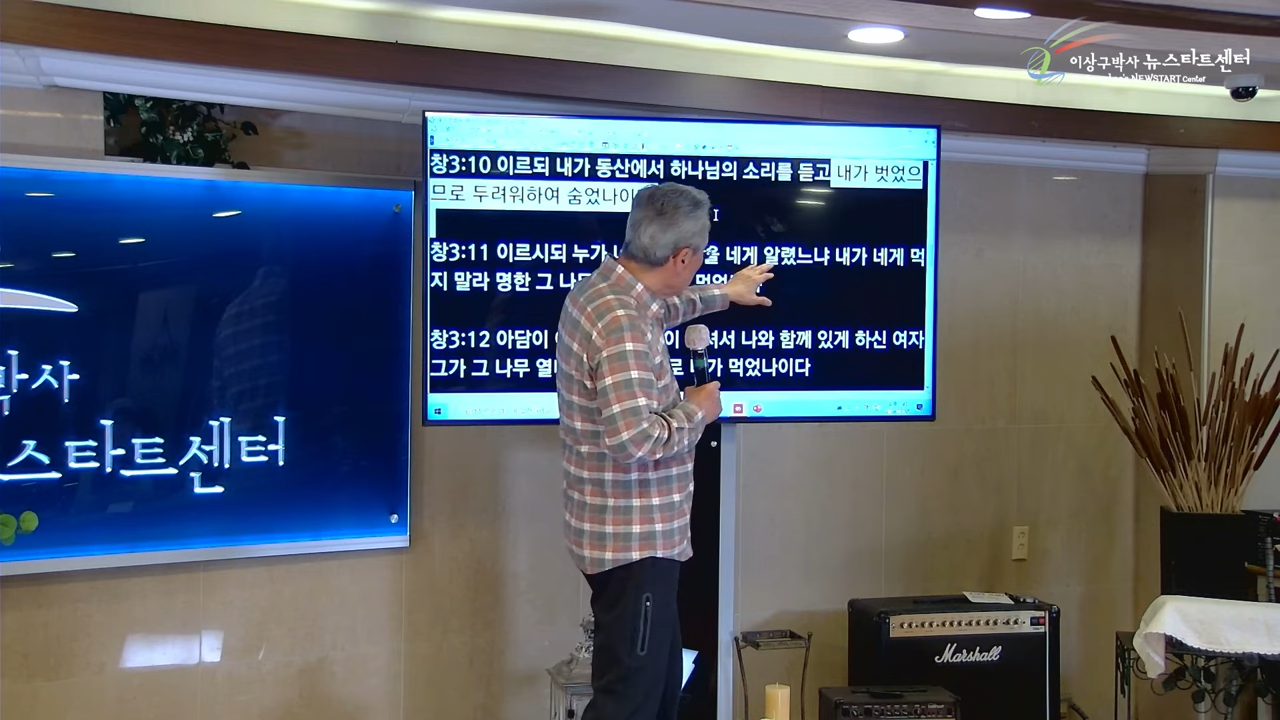 이상구박사 뉴스타트센터
NEWSTART Center
창3:10 이르되 내가 동산에서 하나님의 소리를 듣고 내가 벗었으
므로 두려워하여 숨었나이
창3:11 이르시되 누가 네게 알렸느냐 내가 네게 먹
지 말라 명한 그
창3:12 아담이 나와 함께 있게 하신 여자
그가 그 나무 먹었나이다
박사
스타트센터
Marshall